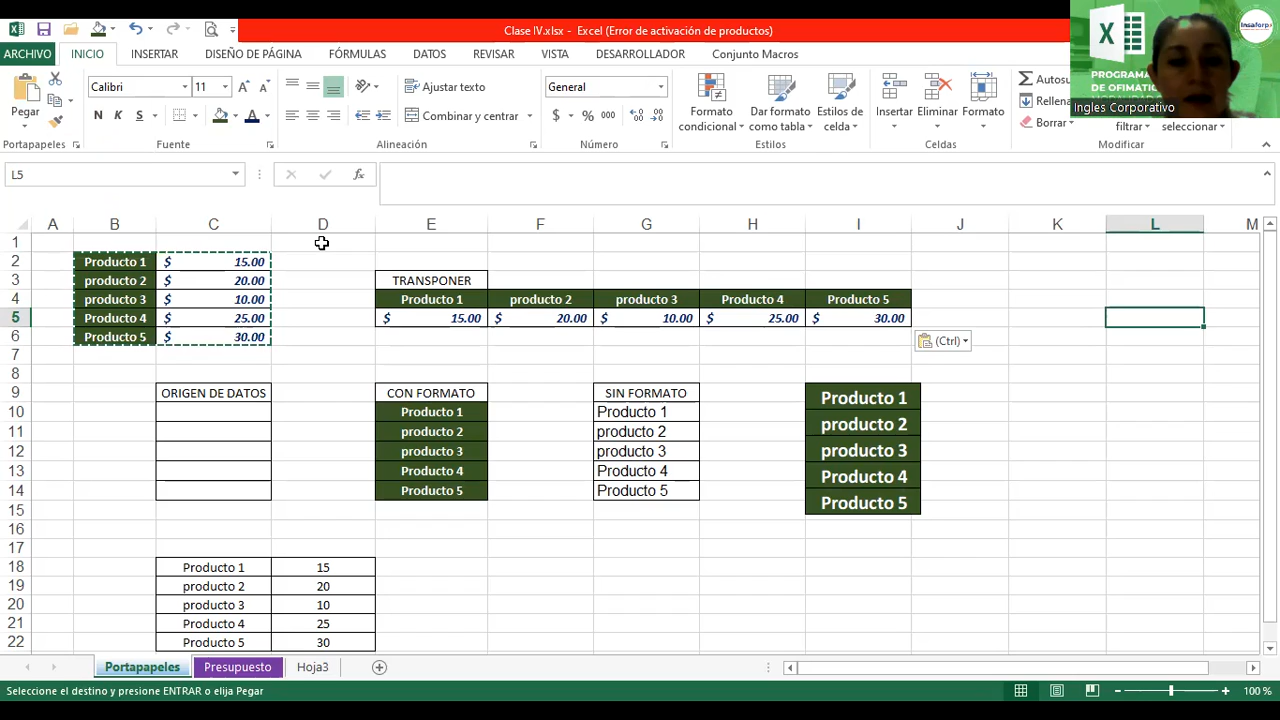 Clase IV.xlsx - Excel (Error de activación de productos)
ARCHIVO INICIO INSERTAR DISEÑO DE PÁGINA FÓRMULAS DATOS REVISAR VISTA DESARROLLADOR Conjunto Macros
Pegar
Calibri 11
N K S
Ajustar texto
Combinar y centrar
General
$ % 000
Formato condicional
Dar formato como tabla
Estilos de celda
Insertar
Eliminar
Formato
Autosu
Rellena
Borrar
filtrar
seleccionar
Portapapeles Fuente Alineación Número Estilos Celdas Modificar
PROGRAMA
DE OFIMATIC
Insaforp
Ingles Corporativo
L5
A B C D E F G H I J K L M
1
2 Producto 1 $ 15.00
3 producto 2 $ 20.00 TRANSPONER
4 producto 3 $ 10.00 Producto 1 producto 2 producto 3 Producto 4 Producto 5
5 Producto 4 $ 25.00 $ 15.00 $ 20.00 $ 10.00 $ 25.00 $ 30.00
6 Producto 5 $ 30.00
(Ctrl)
7
8
9 ORIGEN DE DATOS CON FORMATO SIN FORMATO Producto 1
10 Producto 1 Producto 1
11 producto 2 producto 2 producto 2
12 producto 3 producto 3 producto 3
13 Producto 4 Producto 4 Producto 4
14 Producto 5 Producto 5 Producto 5
15
16
17
18 Producto 1 15
19 producto 2 20
20 producto 3 10
21 Producto 4 25
22 Producto 5 30
Portapapeles Presupuesto Hoja3
Seleccione el destino y presione ENTRAR o elija Pegar
100 %